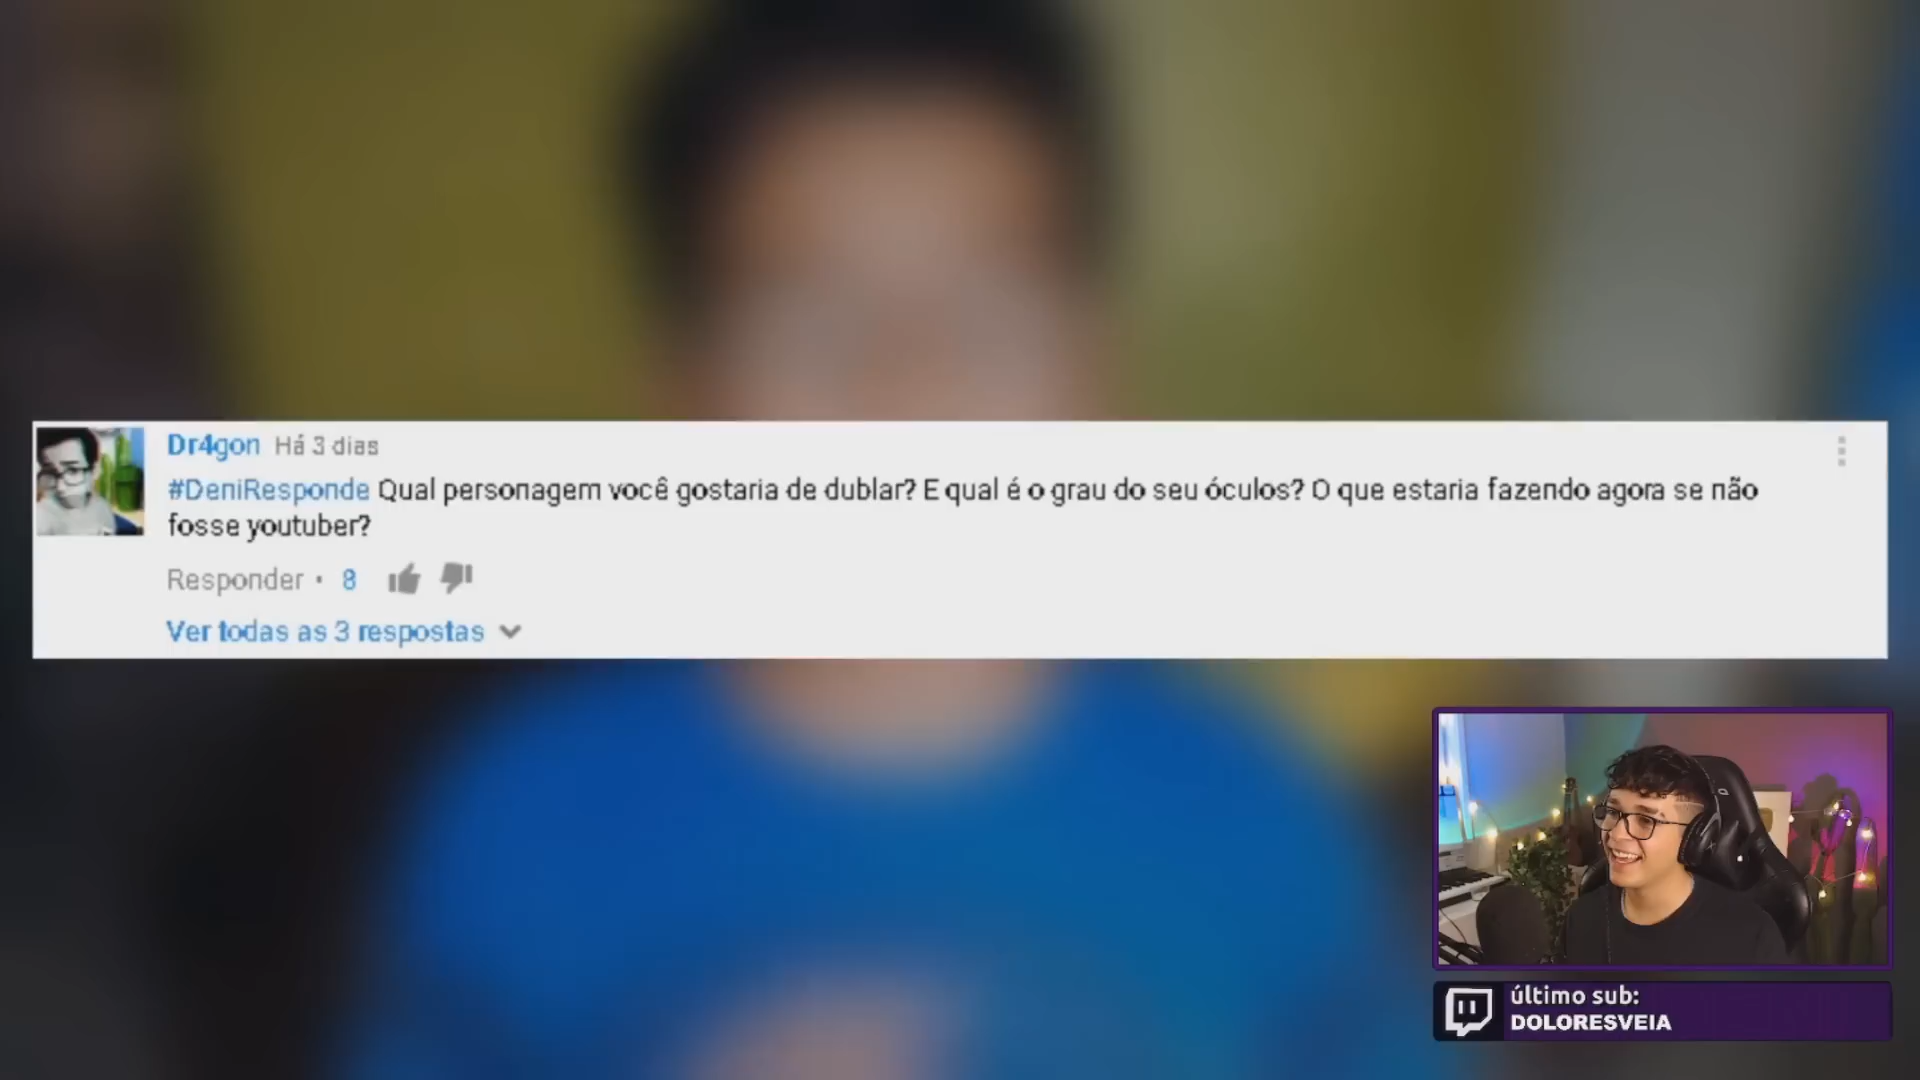 Dr4gon Há 3 dias
#DeniResponde Qual personagem você gostaria de dublar? E qual é o grau do seu óculos? O que estaria fazendo agora se não
fosse youtuber?
Responder • 8
Ver todas as 3 respostas
último sub:
DOLORESVEIA